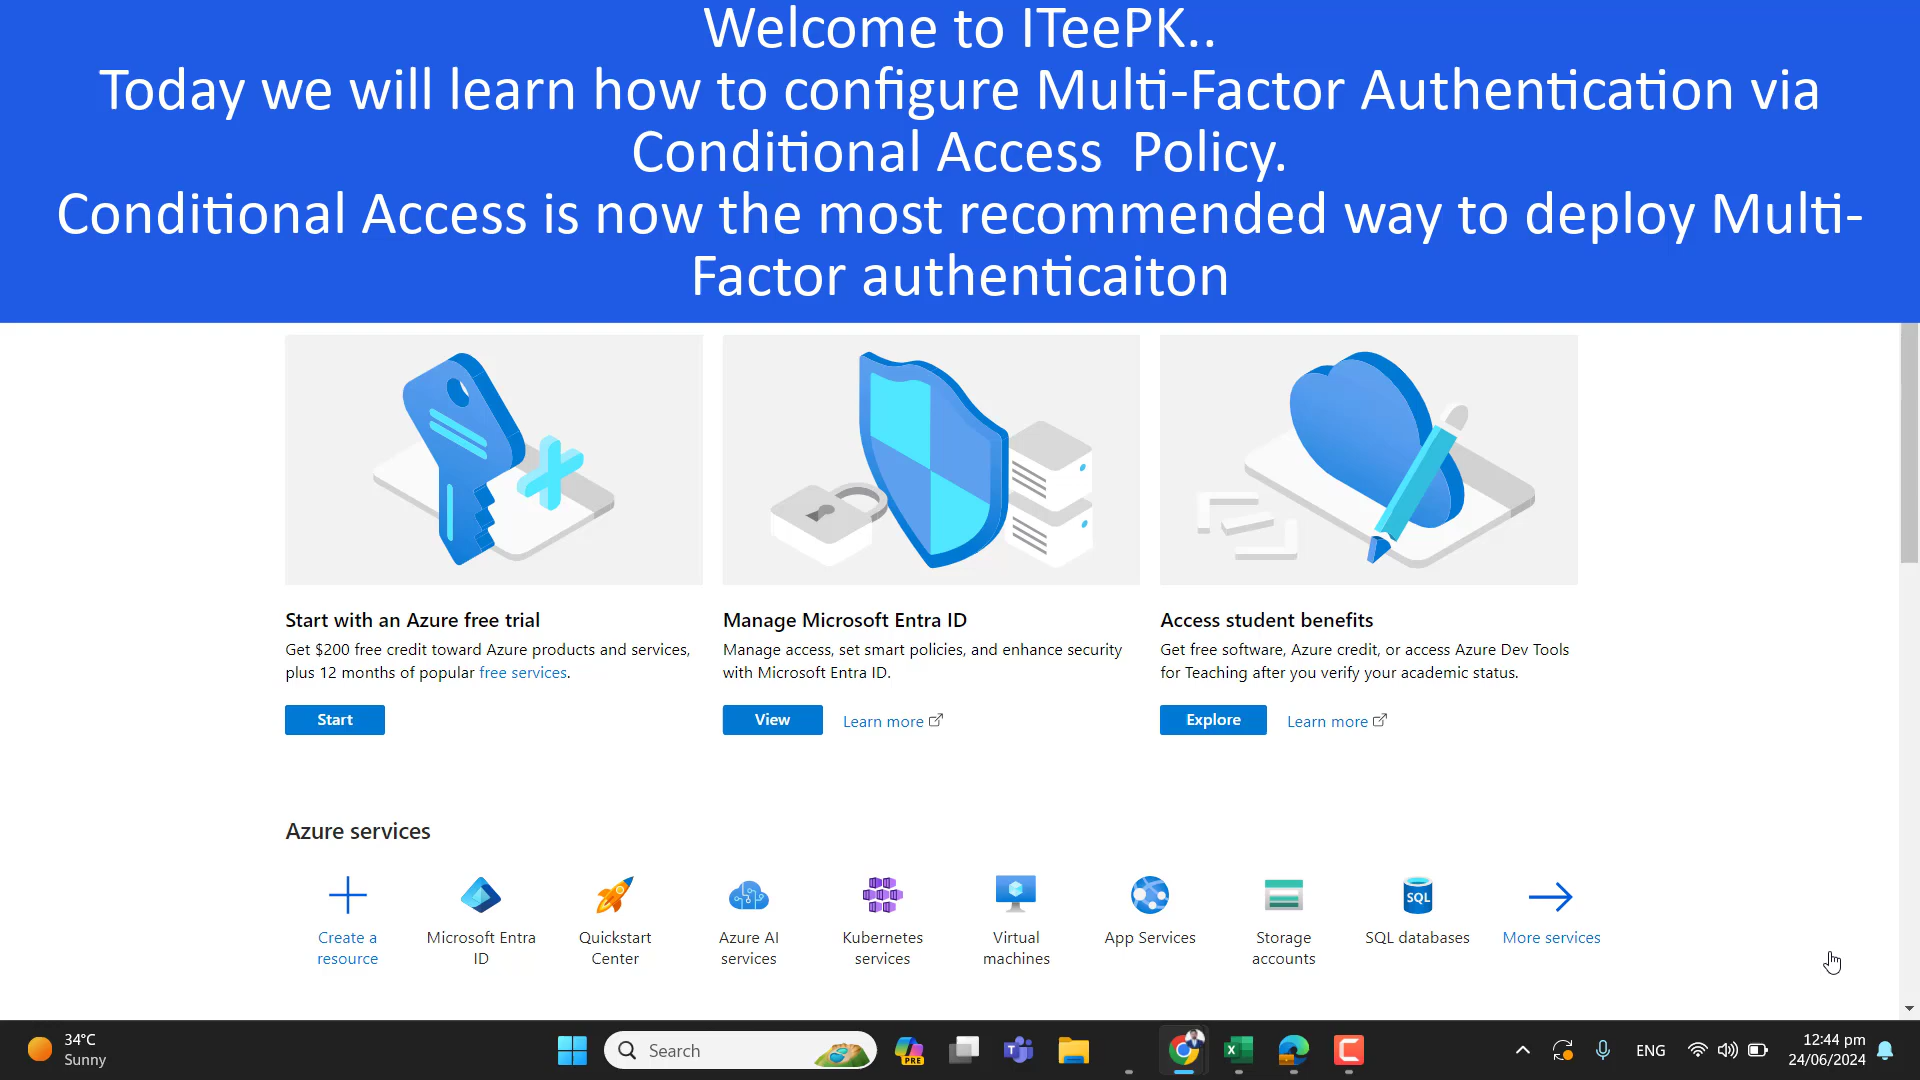 Welcome to ITeePK..
Today we will learn how to configure Multi-Factor Authentication via
Conditional Access  Policy.
Conditional Access is now the most recommended way to deploy Multi-
Factor authenticaiton
Start with an Azure free trial
Get $200 free credit toward Azure products and services,
plus 12 months of popular free services.
Start
Manage Microsoft Entra ID
Manage access, set smart policies, and enhance security
with Microsoft Entra ID.
View
Learn more
Access student benefits
Get free software, Azure credit, or access Azure Dev Tools
for Teaching after you verify your academic status.
Explore
Learn more
Azure services
Create a
resource
Microsoft Entra
ID
Quickstart
Center
Azure AI
services
Kubernetes
services
Virtual
machines
App Services
Storage
accounts
SQL
SQL databases
More services
34°C
Sunny
Search
PRE
ENG
12:44 pm
24/06/2024